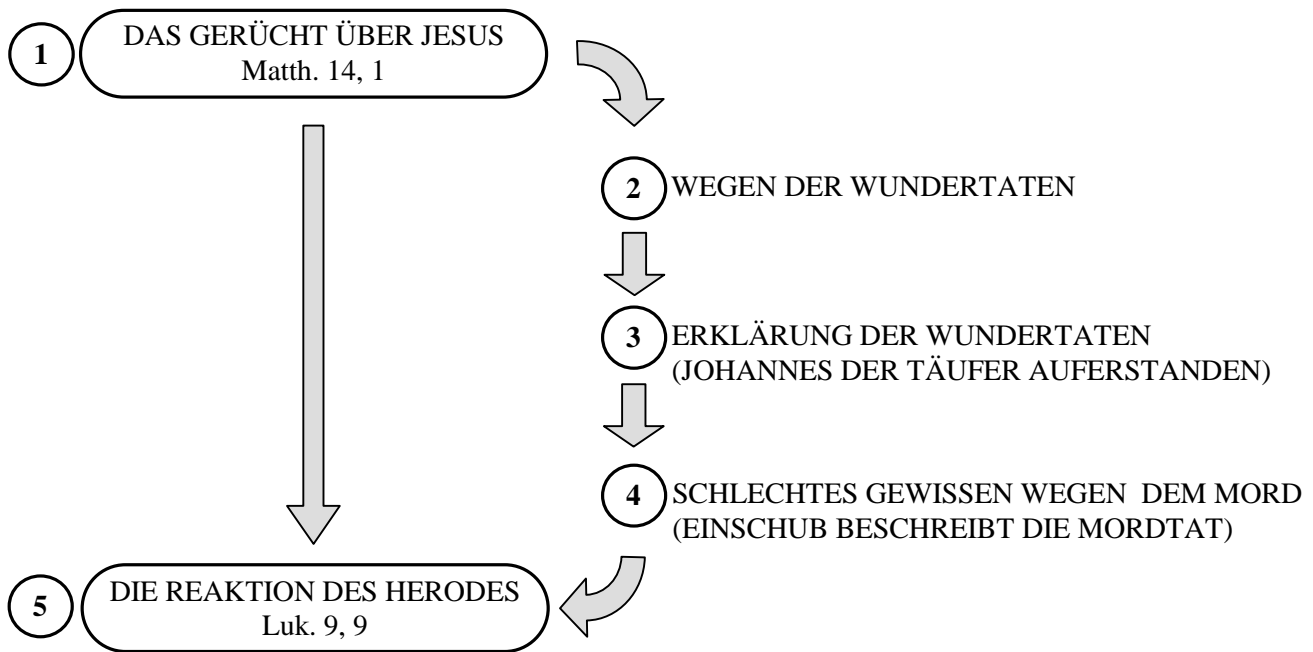 1
DAS GERÜCHT ÜBER JESUS
Matth. 14, 1
2
WEGEN DER WUNDERTATEN
3
ERKLÄRUNG DER WUNDERTATEN
(JOHANNES DER TÄUFER AUFERSTANDEN)
4
SCHLECHTES GEWISSEN WEGEN  DEM MORD
(EINSCHUB BESCHREIBT DIE MORDTAT)
5
DIE REAKTION DES HERODES
Luk. 9, 9